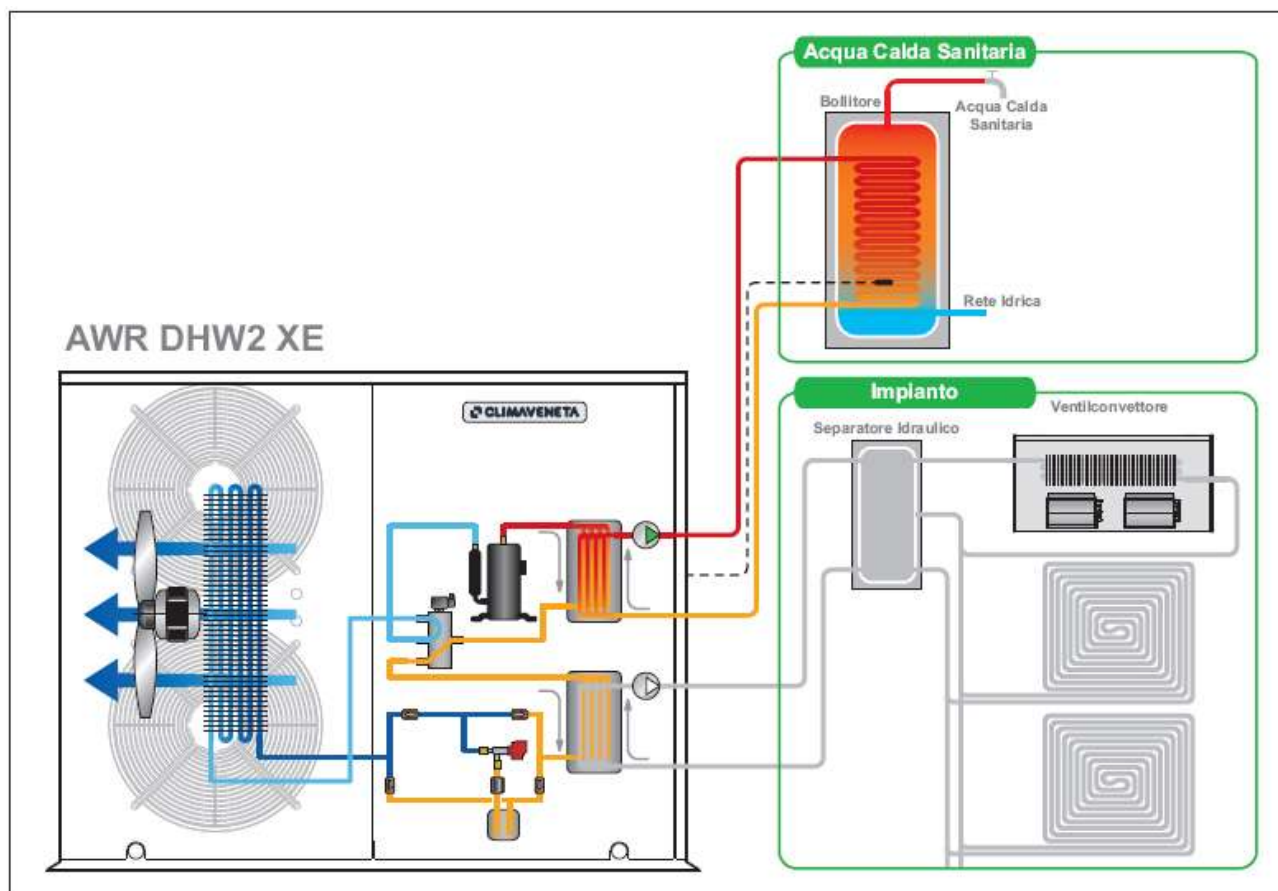 Acqua Calda Sanitaria
Bollitore
Acqua Calda
Sanitaria
Rete Idrica
AWR DHW2 XE
CLIMAVENETA
Impianto
Ventilconvettore
Separatore Idraulico